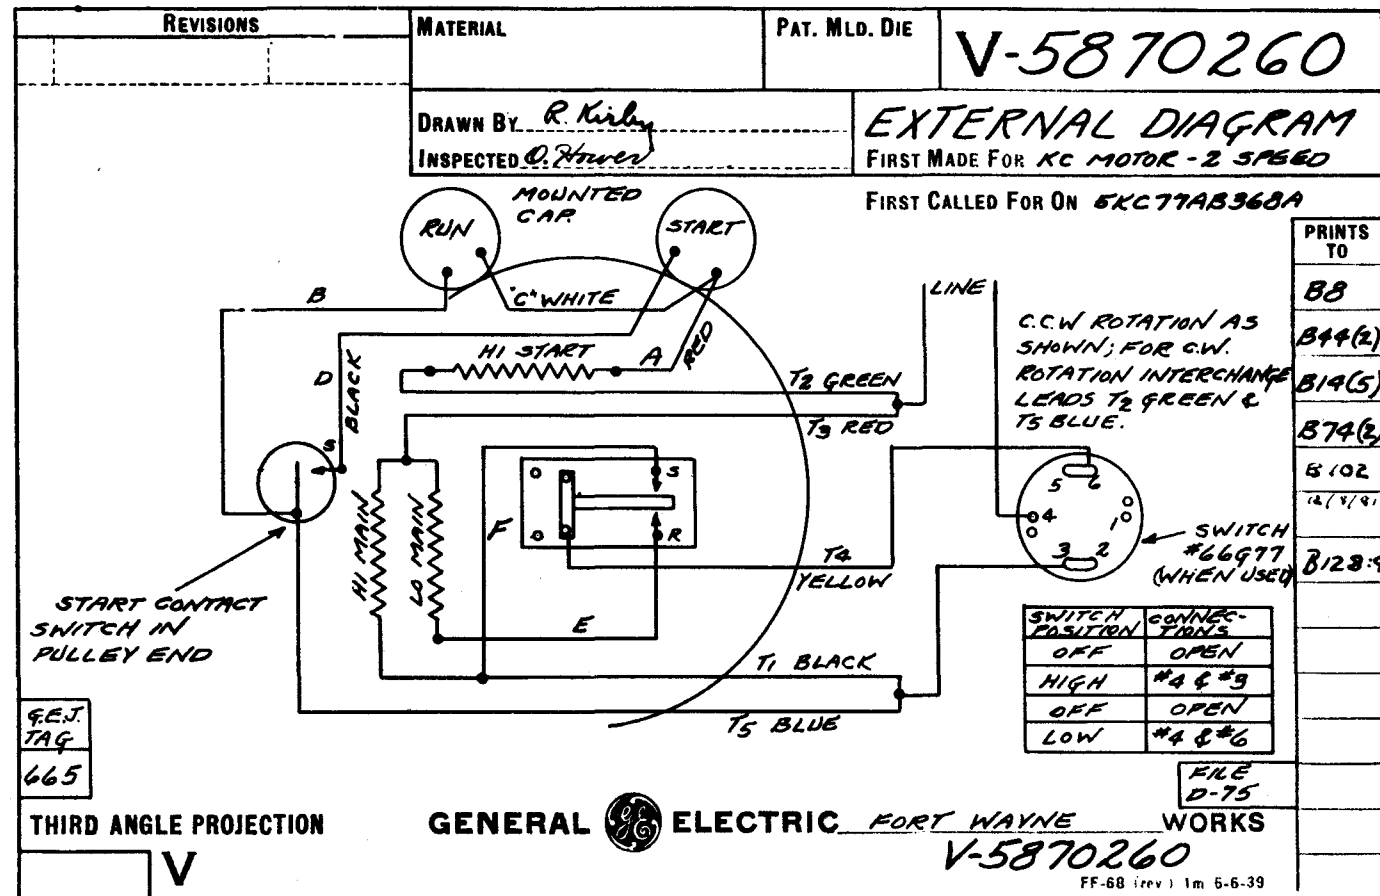 REVISIONS
MATERIAL
PAT. MLD. DIE
V-5870260
DRAWN BY R. Kirby
INSPECTED O. Hower
EXTERNAL DIAGRAM
FIRST MADE FOR KC MOTOR - 2 SPEED
FIRST CALLED FOR ON 5KC77AB368A
MOUNTED
CAP.
RUN
START
PRINTS
TO
B8
B44(2)
B14(5)
B74(2)
B102
B128
B
"C" WHITE
LINE
C.C.W ROTATION AS
SHOWN; FOR C.W.
ROTATION INTERCHANGE
LEADS T2 GREEN &
T5 BLUE.
HI START
A
RED
D
BLACK
T2 GREEN
T3 RED
S
HI MAIN
LO MAIN
F
S
R
5 6
4
1
3 2
SWITCH
#66G77
(WHEN USED)
T4
YELLOW
START CONTACT
SWITCH IN
PULLEY END
E
T1 BLACK
T5 BLUE
SWITCH POSITION CONNEC-TIONS
OFF OPEN
HIGH #4 & #3
OFF OPEN
LOW #4 & #6
G.E.J.
TAG
665
FILE
D-75
THIRD ANGLE PROJECTION
V
GENERAL GE ELECTRIC FORT WAYNE WORKS
V-5870260
FF-68 (rev) 1m 6-6-39